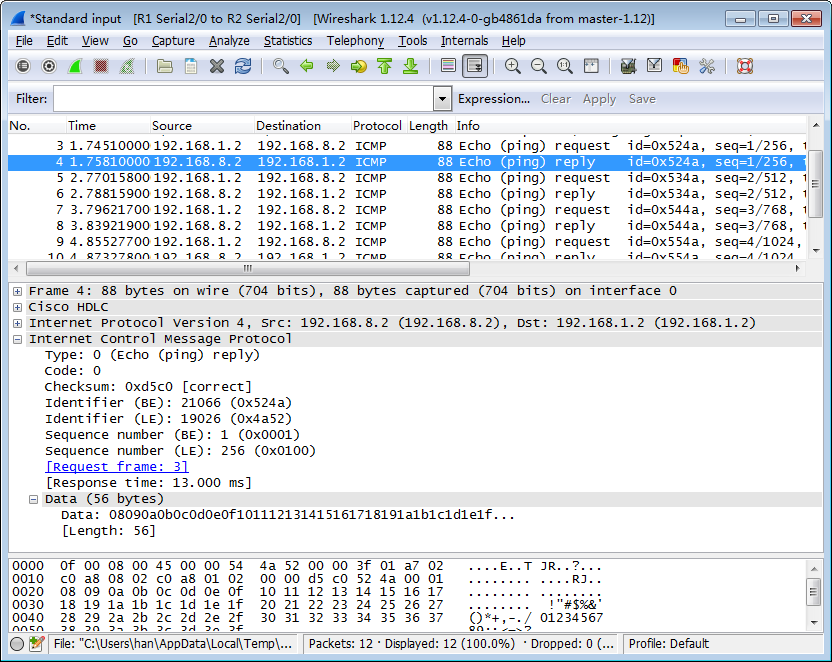 *Standard input   [R1 Serial2/0 to R2 Serial2/0]   [Wireshark 1.12.4  (v1.12.4-0-gb4861da from master-1.12)]
File Edit View Go Capture Analyze Statistics Telephony Tools Internals Help
Filter: Expression... Clear Apply Save
No. Time Source Destination Protocol Length Info
3 1.74510000 192.168.1.2 192.168.8.2 ICMP 88 Echo (ping) request id=0x524a, seq=1/256, t
4 1.75810000 192.168.8.2 192.168.1.2 ICMP 88 Echo (ping) reply id=0x524a, seq=1/256, t
5 2.77015800 192.168.1.2 192.168.8.2 ICMP 88 Echo (ping) request id=0x534a, seq=2/512, t
6 2.78815900 192.168.8.2 192.168.1.2 ICMP 88 Echo (ping) reply id=0x534a, seq=2/512, t
7 3.79621700 192.168.1.2 192.168.8.2 ICMP 88 Echo (ping) request id=0x544a, seq=3/768, t
8 3.83921900 192.168.8.2 192.168.1.2 ICMP 88 Echo (ping) reply id=0x544a, seq=3/768, t
9 4.85527700 192.168.1.2 192.168.8.2 ICMP 88 Echo (ping) request id=0x554a, seq=4/1024,
10 4.87327800 192.168.8.2 192.168.1.2 ICMP 88 Echo (ping) reply id=0x554a, seq=4/1024,
Frame 4: 88 bytes on wire (704 bits), 88 bytes captured (704 bits) on interface 0
Cisco HDLC
Internet Protocol Version 4, Src: 192.168.8.2 (192.168.8.2), Dst: 192.168.1.2 (192.168.1.2)
Internet Control Message Protocol
Type: 0 (Echo (ping) reply)
Code: 0
Checksum: 0xd5c0 [correct]
Identifier (BE): 21066 (0x524a)
Identifier (LE): 19026 (0x4a52)
Sequence number (BE): 1 (0x0001)
Sequence number (LE): 256 (0x0100)
[Request frame: 3]
[Response time: 13.000 ms]
Data (56 bytes)
Data: 08090a0b0c0d0e0f101112131415161718191a1b1c1d1e1f...
[Length: 56]
0000 0f 00 08 00 45 00 00 54 4a 52 00 00 3f 01 a7 02 ....E..T JR..?...
0010 c0 a8 08 02 c0 a8 01 02 00 00 d5 c0 52 4a 00 01 ........ ....RJ..
0020 08 09 0a 0b 0c 0d 0e 0f 10 11 12 13 14 15 16 17 ........ ........
0030 18 19 1a 1b 1c 1d 1e 1f 20 21 22 23 24 25 26 27 ........ !"#$%&'
0040 28 29 2a 2b 2c 2d 2e 2f 30 31 32 33 34 35 36 37 ()*+,-./ 01234567
38 39 3a 3b 3c 3d 3e 3f 89:;<=>?
File: "C:\Users\han\AppData\Local\Temp\... Packets: 12 · Displayed: 12 (100.0%) · Dropped: 0 (... Profile: Default